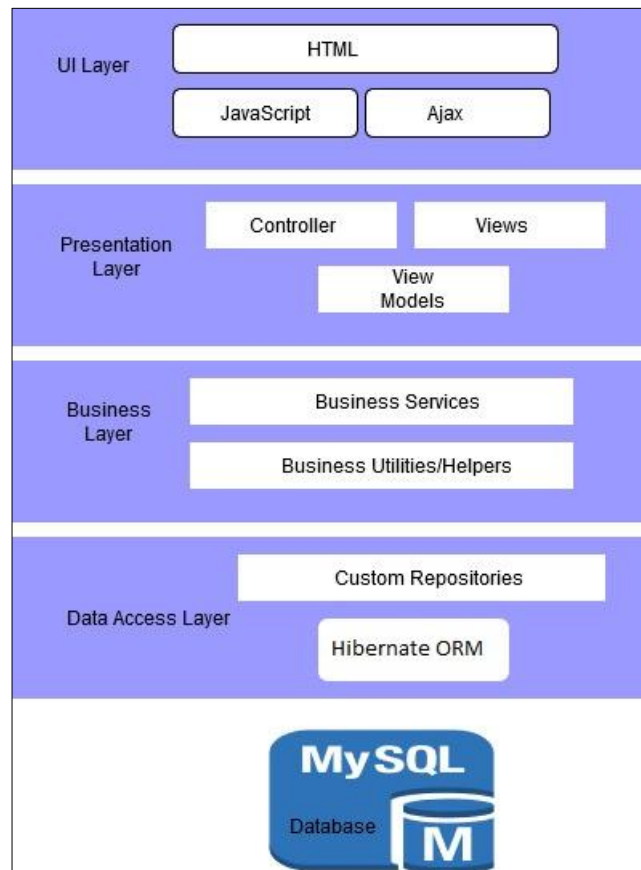 HTML
UI Layer
JavaScript
Ajax
Controller
Views
Presentation
Layer
View
Models
Business
Layer
Business Services
Business Utilities/Helpers
Custom Repositories
Data Access Layer
Hibernate ORM
MySQL
Database
M